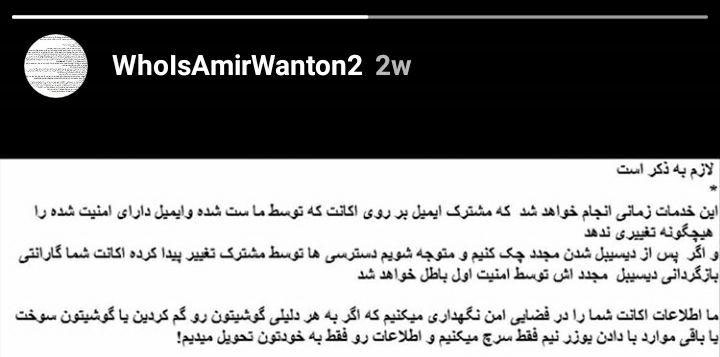 WhoIsAmirWanton2 2w
لازم به ذکر است
*
این خدمات زمانی انجام خواهد شد که مشترک ایمیل بر روی اکانت که توسط ما ست شده وایمیل دارای امنیت شده را
هیچگونه تغییری ندهد
و اگر پس از دیسیبل شدن مجدد چک کنیم و متوجه شویم دسترسی ها توسط مشترک تغییر پیدا کرده اکانت شما گارانتی
بازگردانی دیسیبل مجدد اش توسط امنیت اول باطل خواهد شد
ما اطلاعات اکانت شما را در فضایی امن نگهداری میکنیم که اگر به هر دلیلی گوشیتون رو گم کردین یا گوشیتون سوخت
یا باقی موارد با دادن یوزر نیم فقط سرچ میکنیم و اطلاعات رو فقط به خودتون تحویل میدیم!